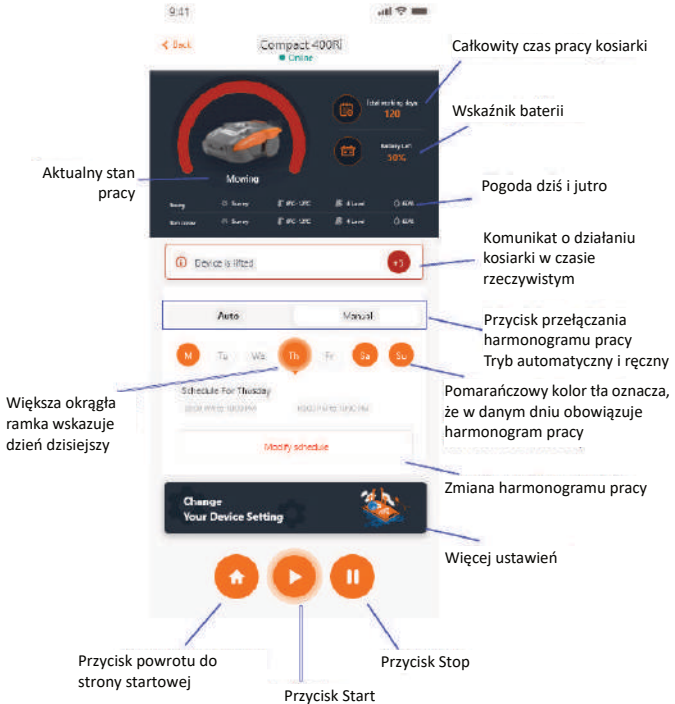 9:41
Back
Compact 400Ri
Online
Całkowity czas pracy kosiarki
Total working days
120
Wskaźnik baterii
50%
Aktualny stan
pracy
Mowing
Pogoda dziś i jutro
Sunny
Sunny
Komunikat o działaniu
kosiarki w czasie
rzeczywistym
Device is lifted
Auto
Manual
Przycisk przełączania
harmonogramu pracy
Tryb automatyczny i ręczny
M
Tu
We
Th
Fr
Sa
Su
Większa okrągła
ramka wskazuje
dzień dzisiejszy
Pomarańczowy kolor tła oznacza,
że w danym dniu obowiązuje
harmonogram pracy
Schedule For Thusday
Modify schedule
Zmiana harmonogramu pracy
Change
Your Device Setting
Więcej ustawień
Przycisk powrotu do
strony startowej
Przycisk Start
Przycisk Stop